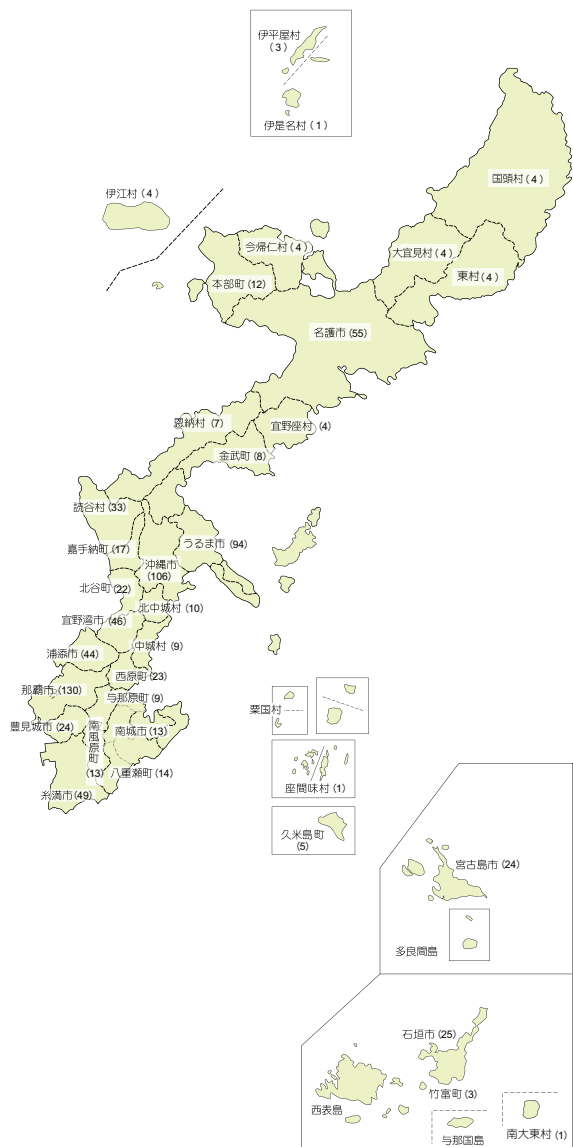 伊平屋村
(3)
伊是名村(1)
国頭村(4)
伊江村(4)
今帰仁村(4)
大宜見村(4)
本部町(12)
東村(4)
名護市(55)
恩納村(7)
宜野座村(4)
金武町(8)
読谷村(33)
嘉手納町(17)
うるま市(94)
沖縄市
(106)
北谷町(22)
北中城村(10)
宜野湾市(46)
中城村(9)
浦添市(44)
西原町(23)
那覇市(130)
与那原町(9)
豊見城市(24)
南風原町
(13)
南城市(13)
八重瀬町(14)
糸満市(49)
粟国村
座間味村(1)
久米島町
(5)
宮古島市(24)
多良間島
石垣市(25)
竹富町(3)
西表島
与那国島
南大東村(1)